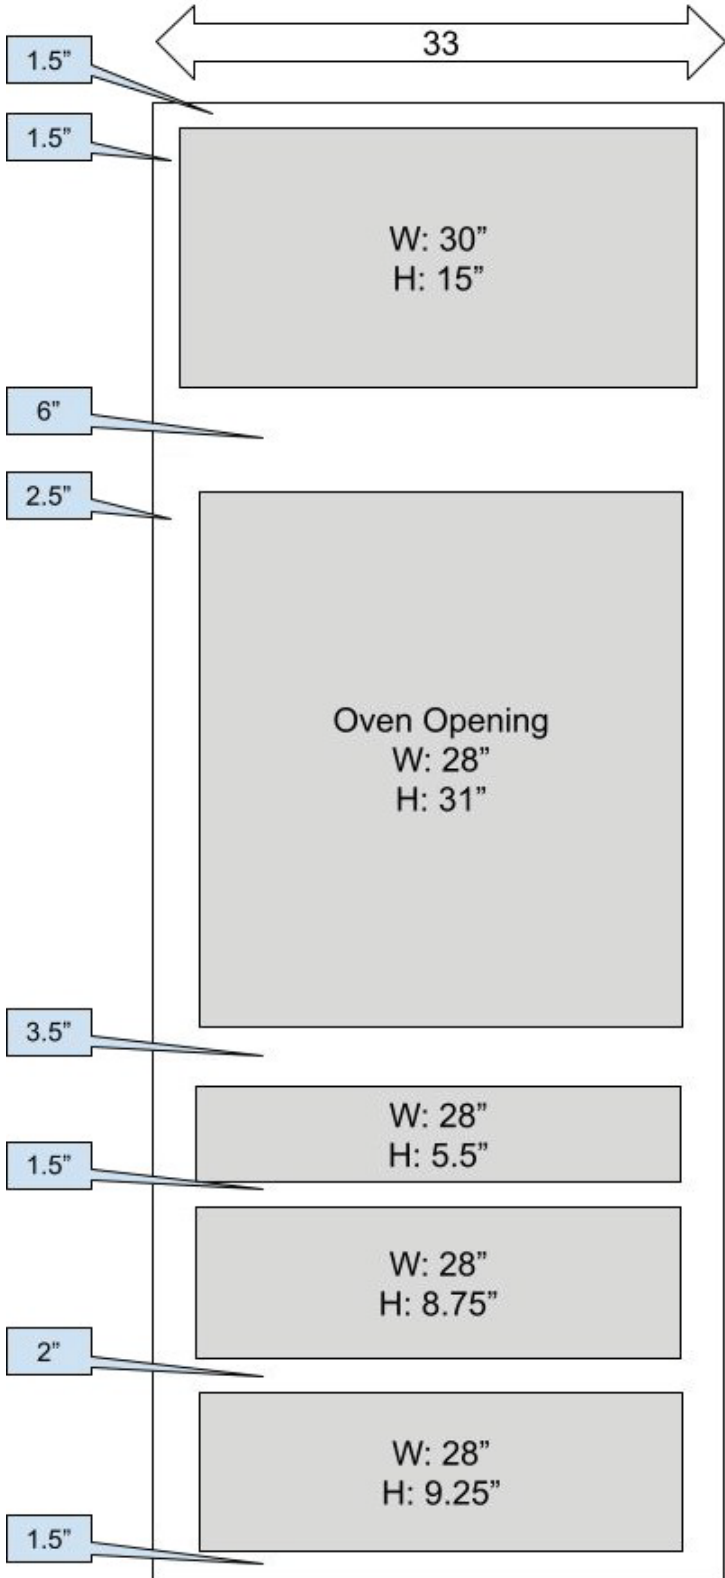 33
1.5”
1.5”
W: 30”
H: 15”
6”
2.5”
Oven Opening
W: 28”
H: 31”
3.5”
W: 28”
H: 5.5”
1.5”
W: 28”
H: 8.75”
2”
W: 28”
H: 9.25”
1.5”